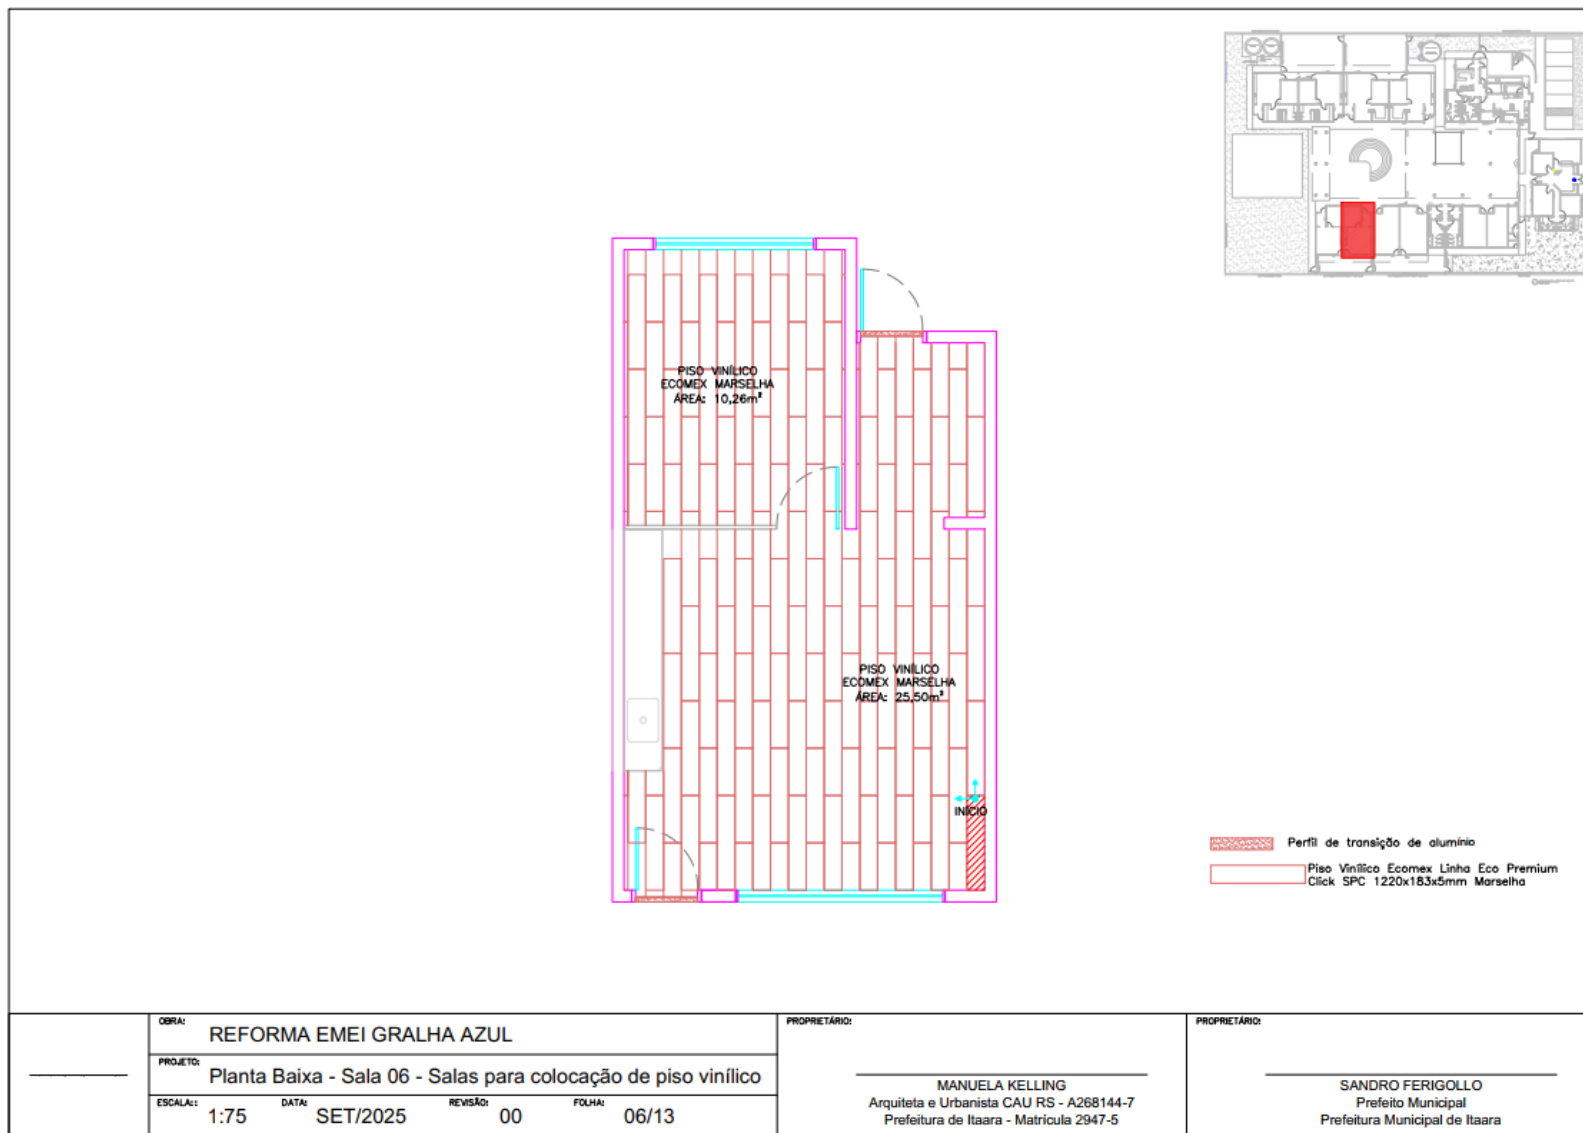 PISO VINÍLICO
ECOMEX MARSELHA
ÁREA: 10,26m²
PISO VINÍLICO
ECOMEX MARSELHA
ÁREA: 25,50m²
INÍCIO
Perfil de transição de alumínio
Piso Vinílico Ecomex Linha Eco Premium
Click SPC 1220x183x5mm Marselha
OBRA:
REFORMA EMEI GRALHA AZUL
PROJETO:
Planta Baixa - Sala 06 - Salas para colocação de piso vinílico
ESCALA::
1:75
DATA:
SET/2025
REVISÃO:
00
FOLHA:
06/13
PROPRIETÁRIO:
MANUELA KELLING
Arquiteta e Urbanista CAU RS - A268144-7
Prefeitura de Itaara - Matrícula 2947-5
PROPRIETÁRIO:
SANDRO FERIGOLLO
Prefeito Municipal
Prefeitura Municipal de Itaara